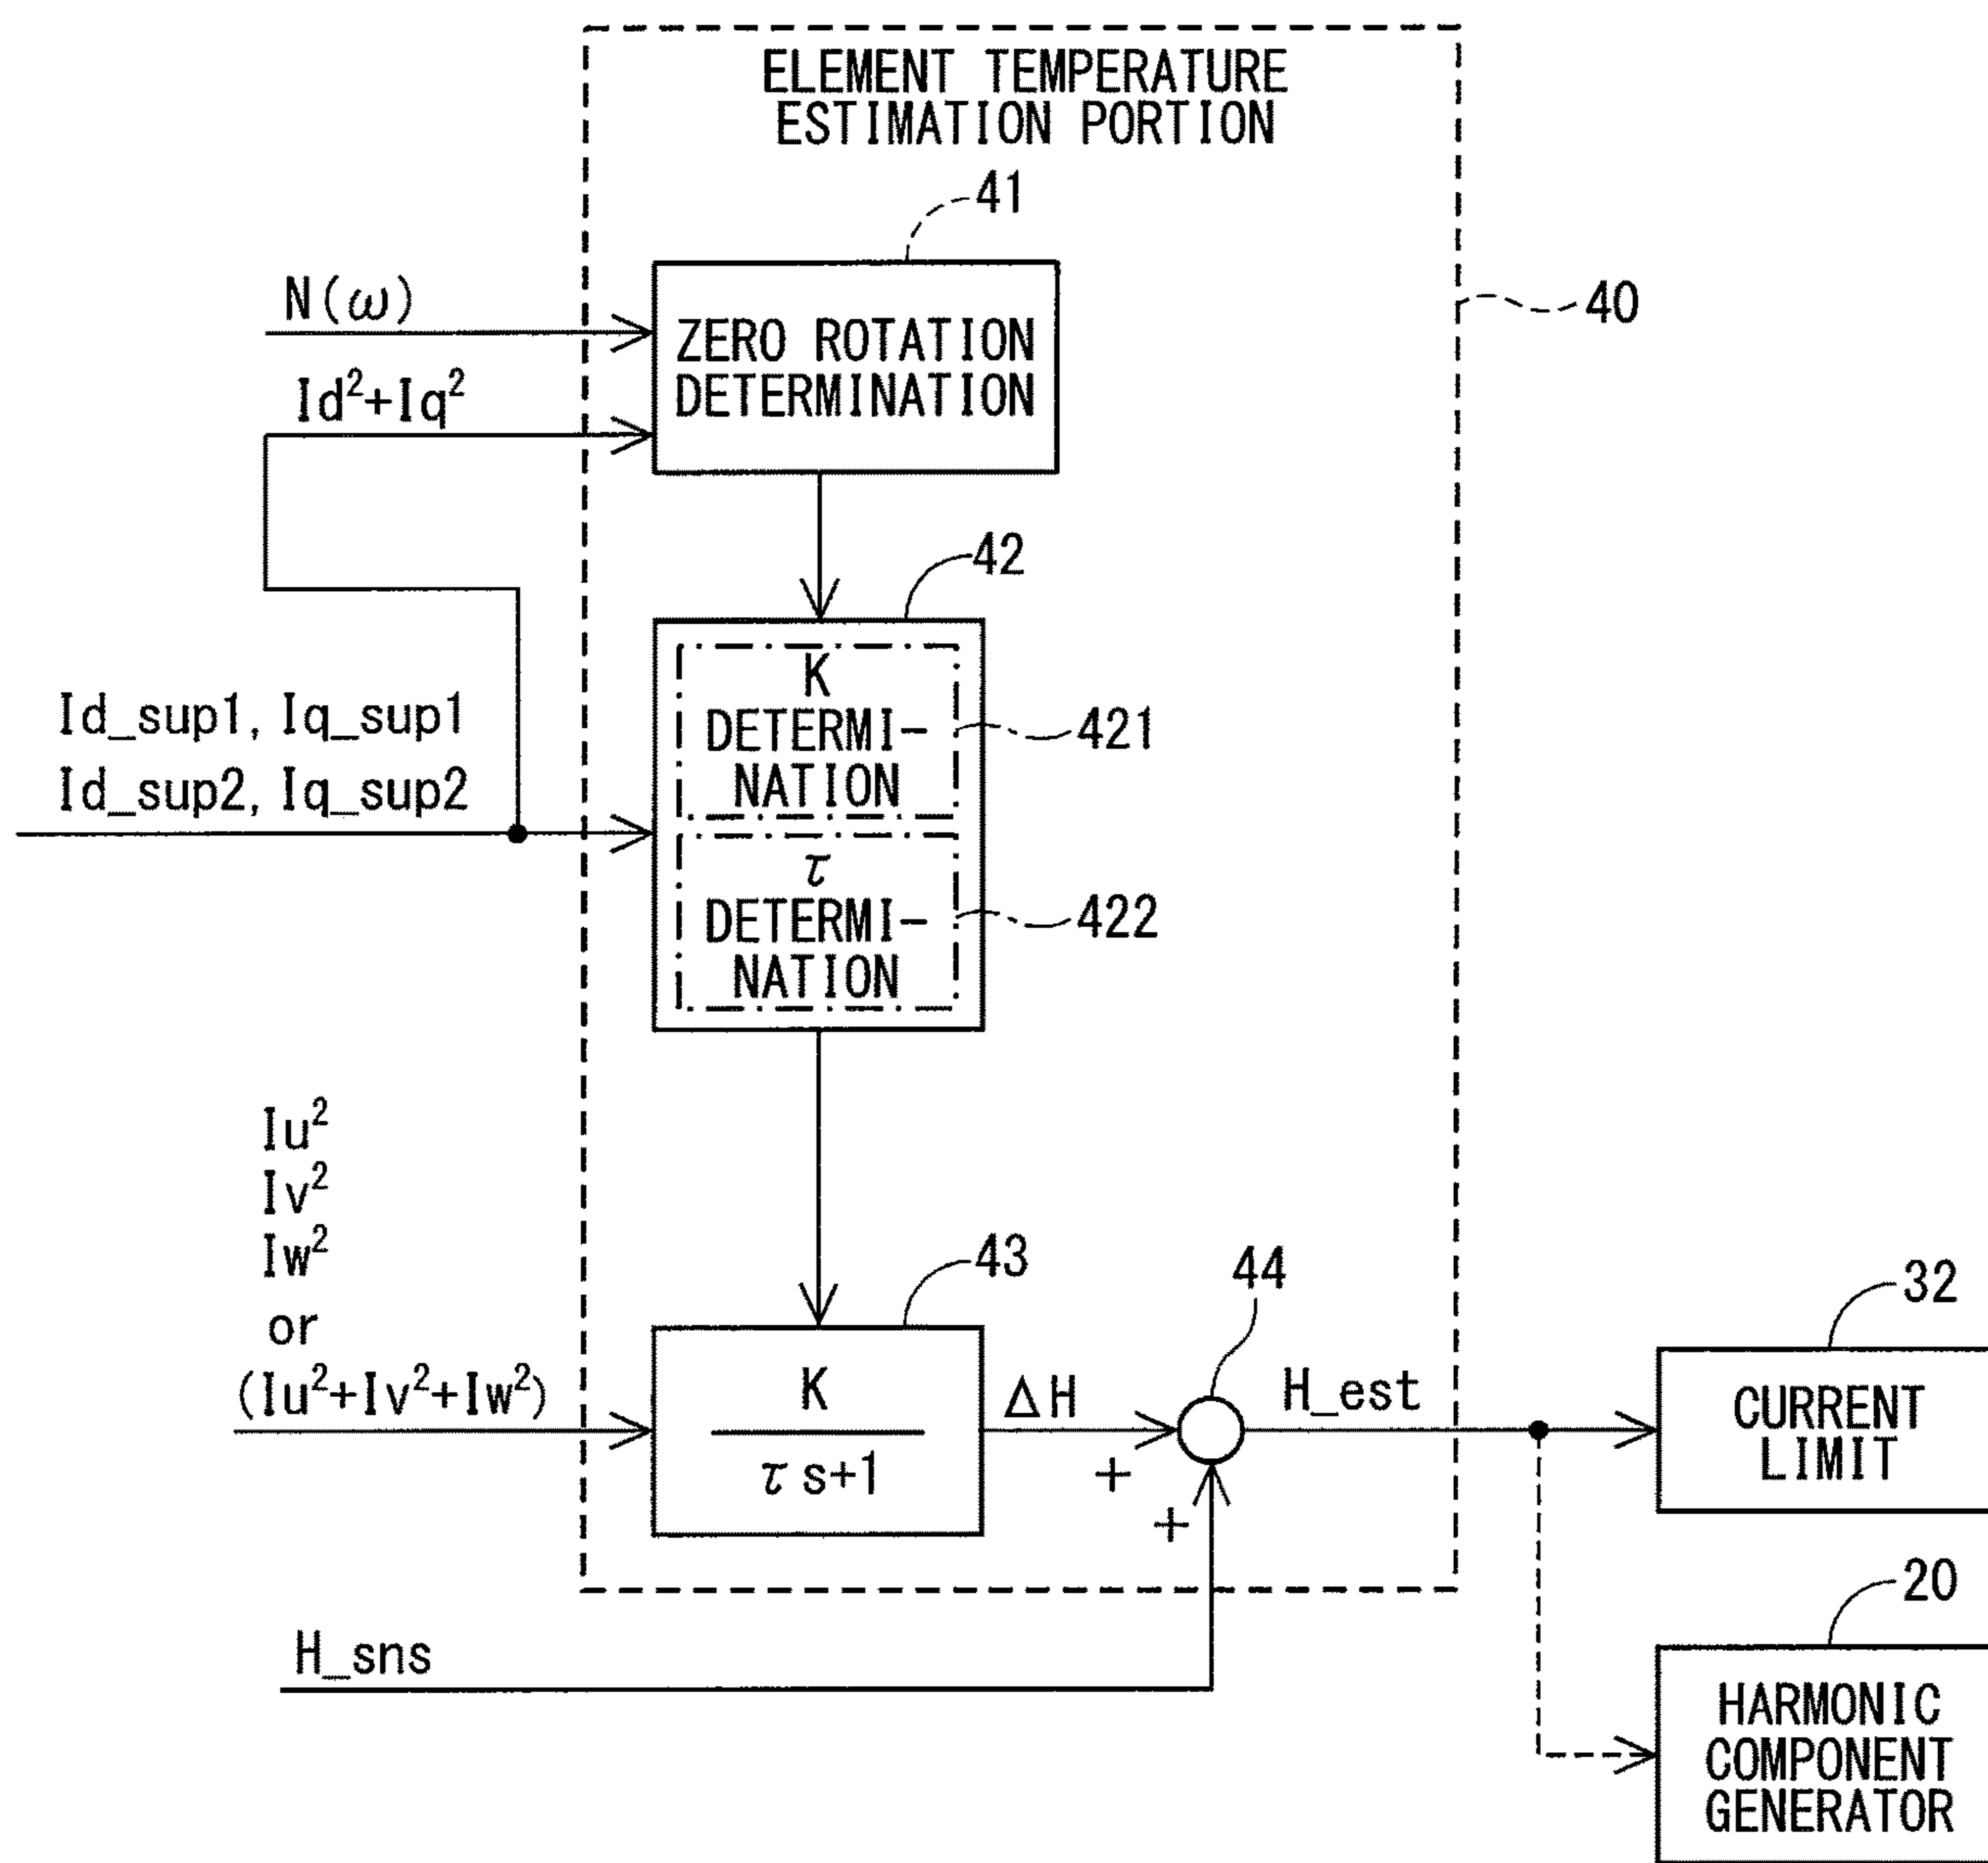 ELEMENT TEMPERATURE
ESTIMATION PORTION
41
N(ω)
40
ZERO ROTATION
DETERMINATION
Id²+Iq²
42
K
DETERMI-
NATION
421
Id_sup1, Iq_sup1
Id_sup2, Iq_sup2
τ
DETERMI-
NATION
422
Iu²
Iv²
Iw²
or
(Iu²+Iv²+Iw²)
43
K
τs+1
ΔH
44
+
+
H_est
32
CURRENT
LIMIT
H_sns
20
HARMONIC
COMPONENT
GENERATOR